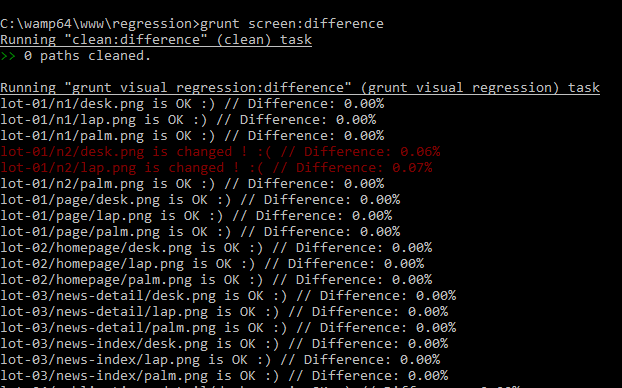 C:\wamp64\www\regression>grunt screen:difference
Running "clean:difference" (clean) task
>> 0 paths cleaned.
Running "grunt_visual_regression:difference" (grunt_visual_regression) task
lot-01/n1/desk.png is OK :) // Difference: 0.00%
lot-01/n1/lap.png is OK :) // Difference: 0.00%
lot-01/n1/palm.png is OK :) // Difference: 0.00%
lot-01/n2/desk.png is changed ! :( // Difference: 0.06%
lot-01/n2/lap.png is changed ! :( // Difference: 0.07%
lot-01/n2/palm.png is OK :) // Difference: 0.00%
lot-01/page/desk.png is OK :) // Difference: 0.00%
lot-01/page/lap.png is OK :) // Difference: 0.00%
lot-01/page/palm.png is OK :) // Difference: 0.00%
lot-02/homepage/desk.png is OK :) // Difference: 0.00%
lot-02/homepage/lap.png is OK :) // Difference: 0.00%
lot-02/homepage/palm.png is OK :) // Difference: 0.00%
lot-03/news-detail/desk.png is OK :) // Difference: 0.00%
lot-03/news-detail/lap.png is OK :) // Difference: 0.00%
lot-03/news-detail/palm.png is OK :) // Difference: 0.00%
lot-03/news-index/desk.png is OK :) // Difference: 0.00%
lot-03/news-index/lap.png is OK :) // Difference: 0.00%
lot-03/news-index/palm.png is OK :) // Difference: 0.00%